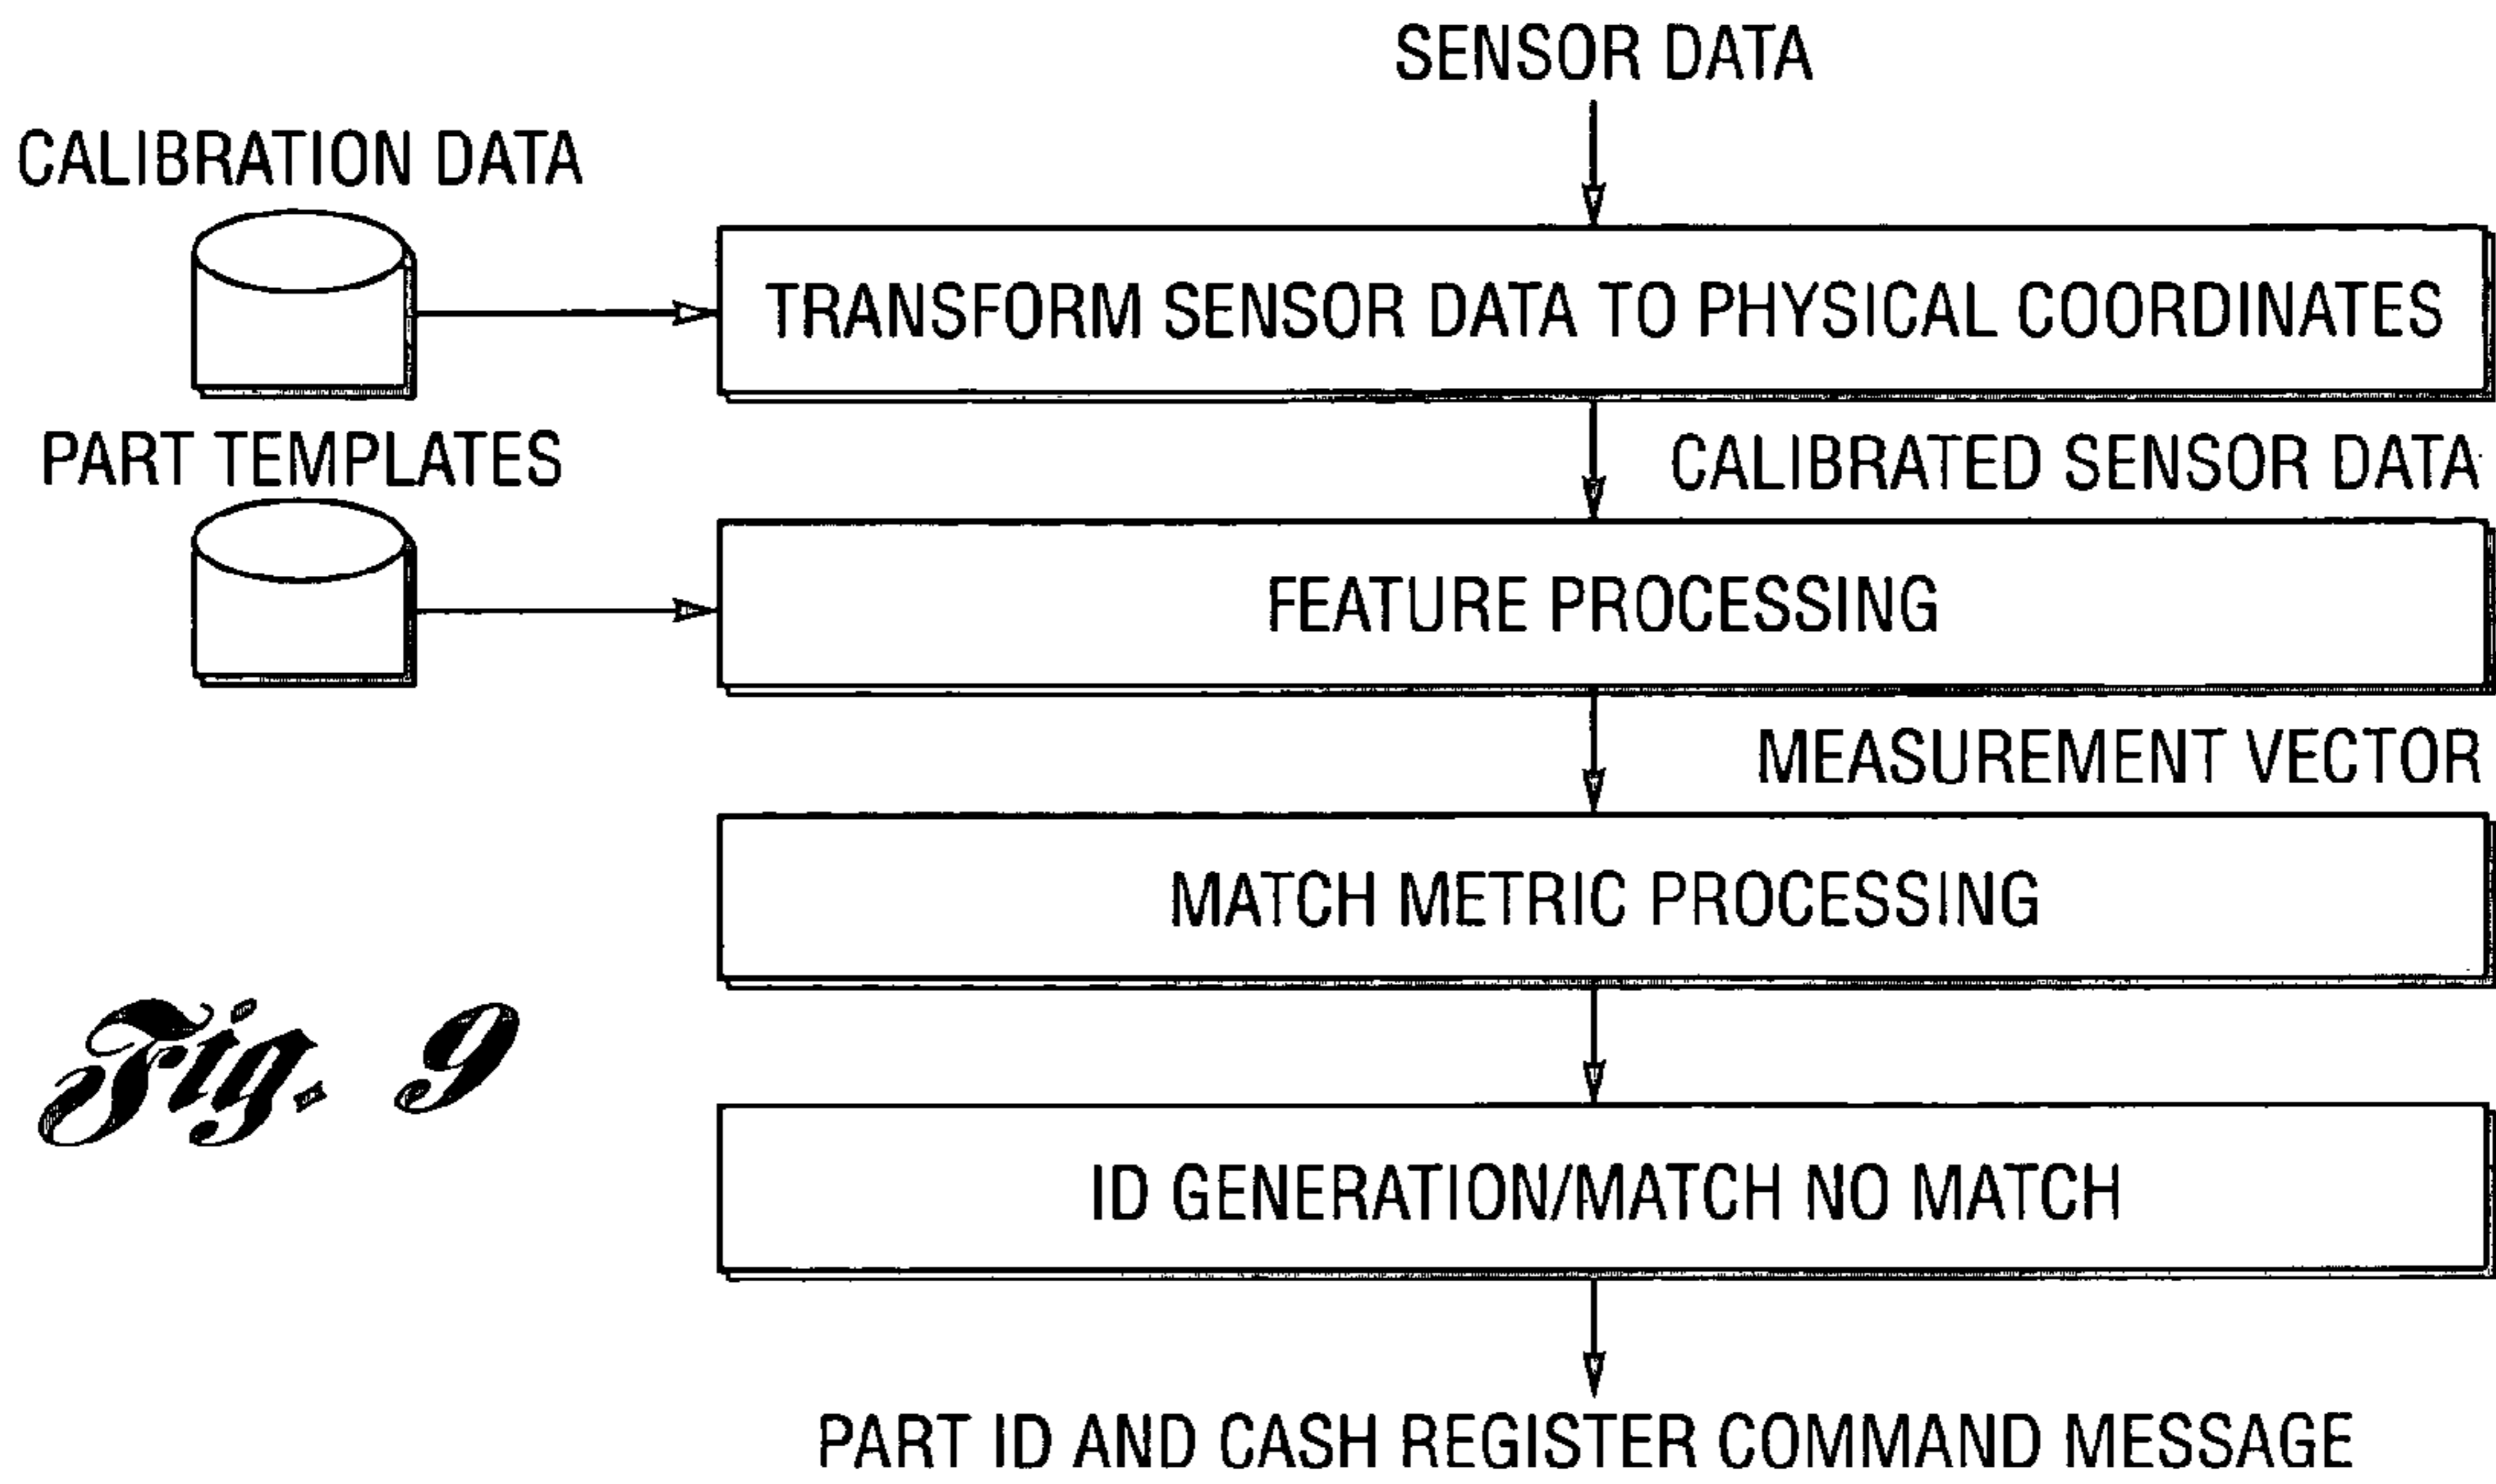 SENSOR DATA
CALIBRATION DATA
TRANSFORM SENSOR DATA TO PHYSICAL COORDINATES
PART TEMPLATES
CALIBRATED SENSOR DATA
FEATURE PROCESSING
MEASUREMENT VECTOR
MATCH METRIC PROCESSING
Fig. 9
ID GENERATION/MATCH NO MATCH
PART ID AND CASH REGISTER COMMAND MESSAGE